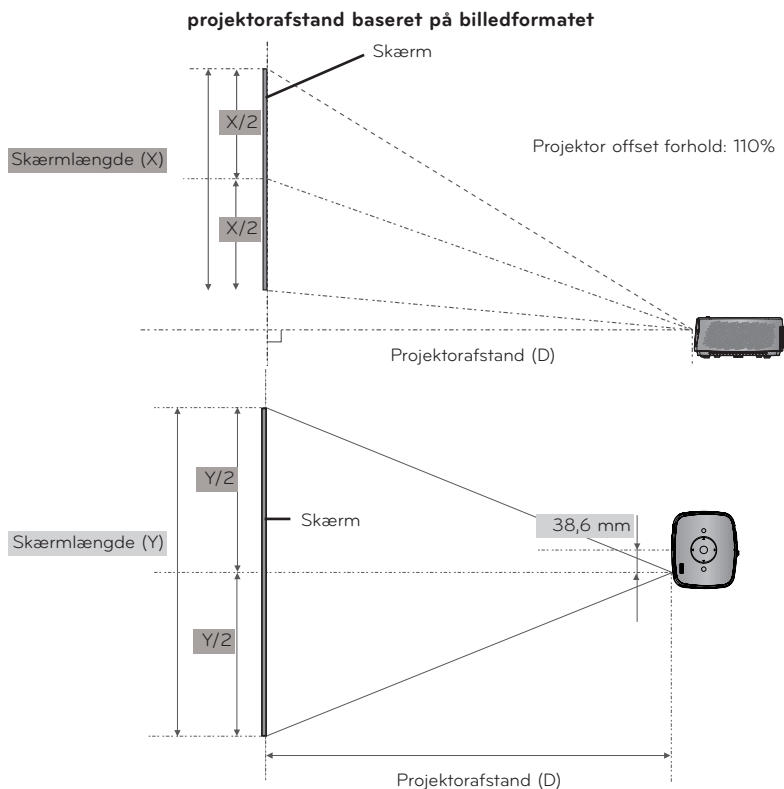 projektorafstand baseret på billedformatet
Skærm
X/2
Projektor offset forhold: 110%
Skærmlængde (X)
X/2
Projektorafstand (D)
Y/2
Skærm
38,6 mm
Skærmlængde (Y)
Y/2
Projektorafstand (D)